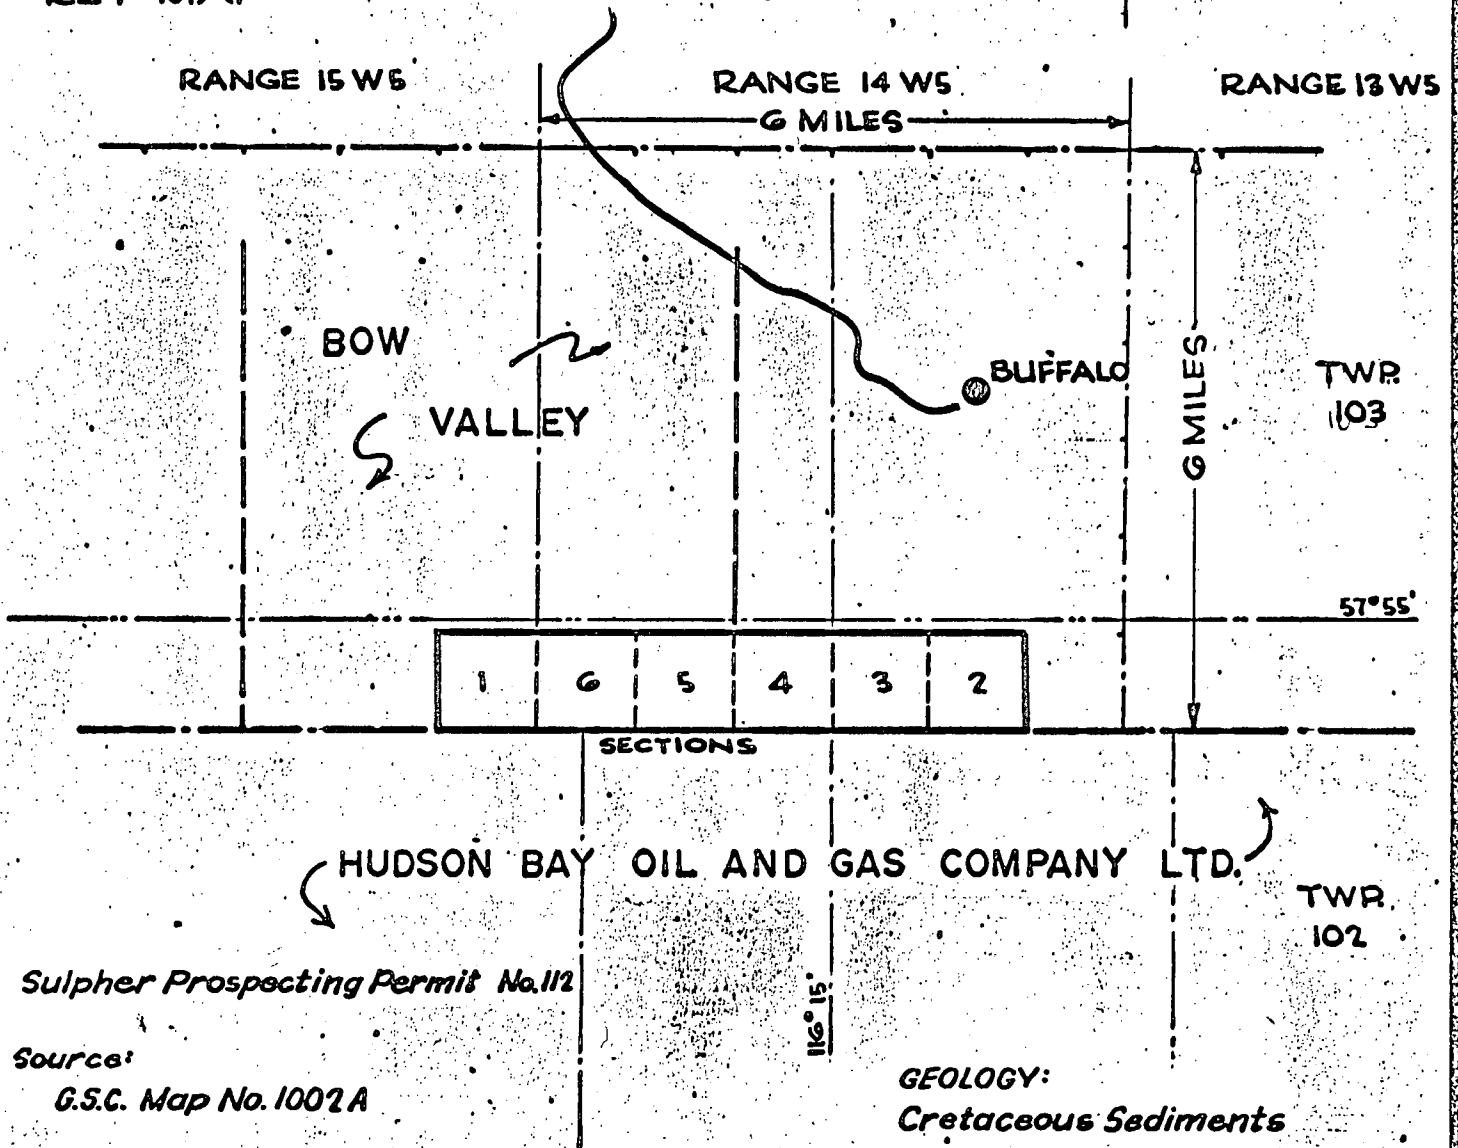 RANGE 15 W5
RANGE 14 W5
RANGE 13 W5
6 MILES
BOW
VALLEY
BUFFALO
6 MILES
TWP.
103
57°55'
1 6 5 4 3 2
SECTIONS
HUDSON BAY OIL AND GAS COMPANY LTD.
TWP.
102
Sulpher Prospecting Permit No.112
116° 15'
Source:
G.S.C. Map No. 1002A
GEOLOGY:
Cretaceous Sediments